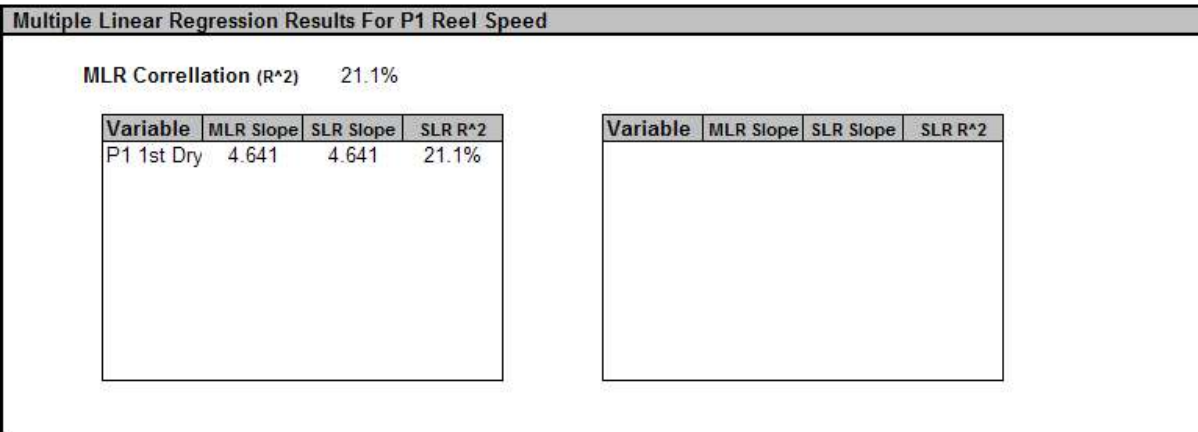 Multiple Linear Regression Results For P1 Reel Speed
MLR Correllation (R^2) 21.1%
Variable MLR Slope SLR Slope SLR R^2 Variable MLR Slope SLR Slope SLR R^2
P1 1st Dry 4.641 4.641 21.1%